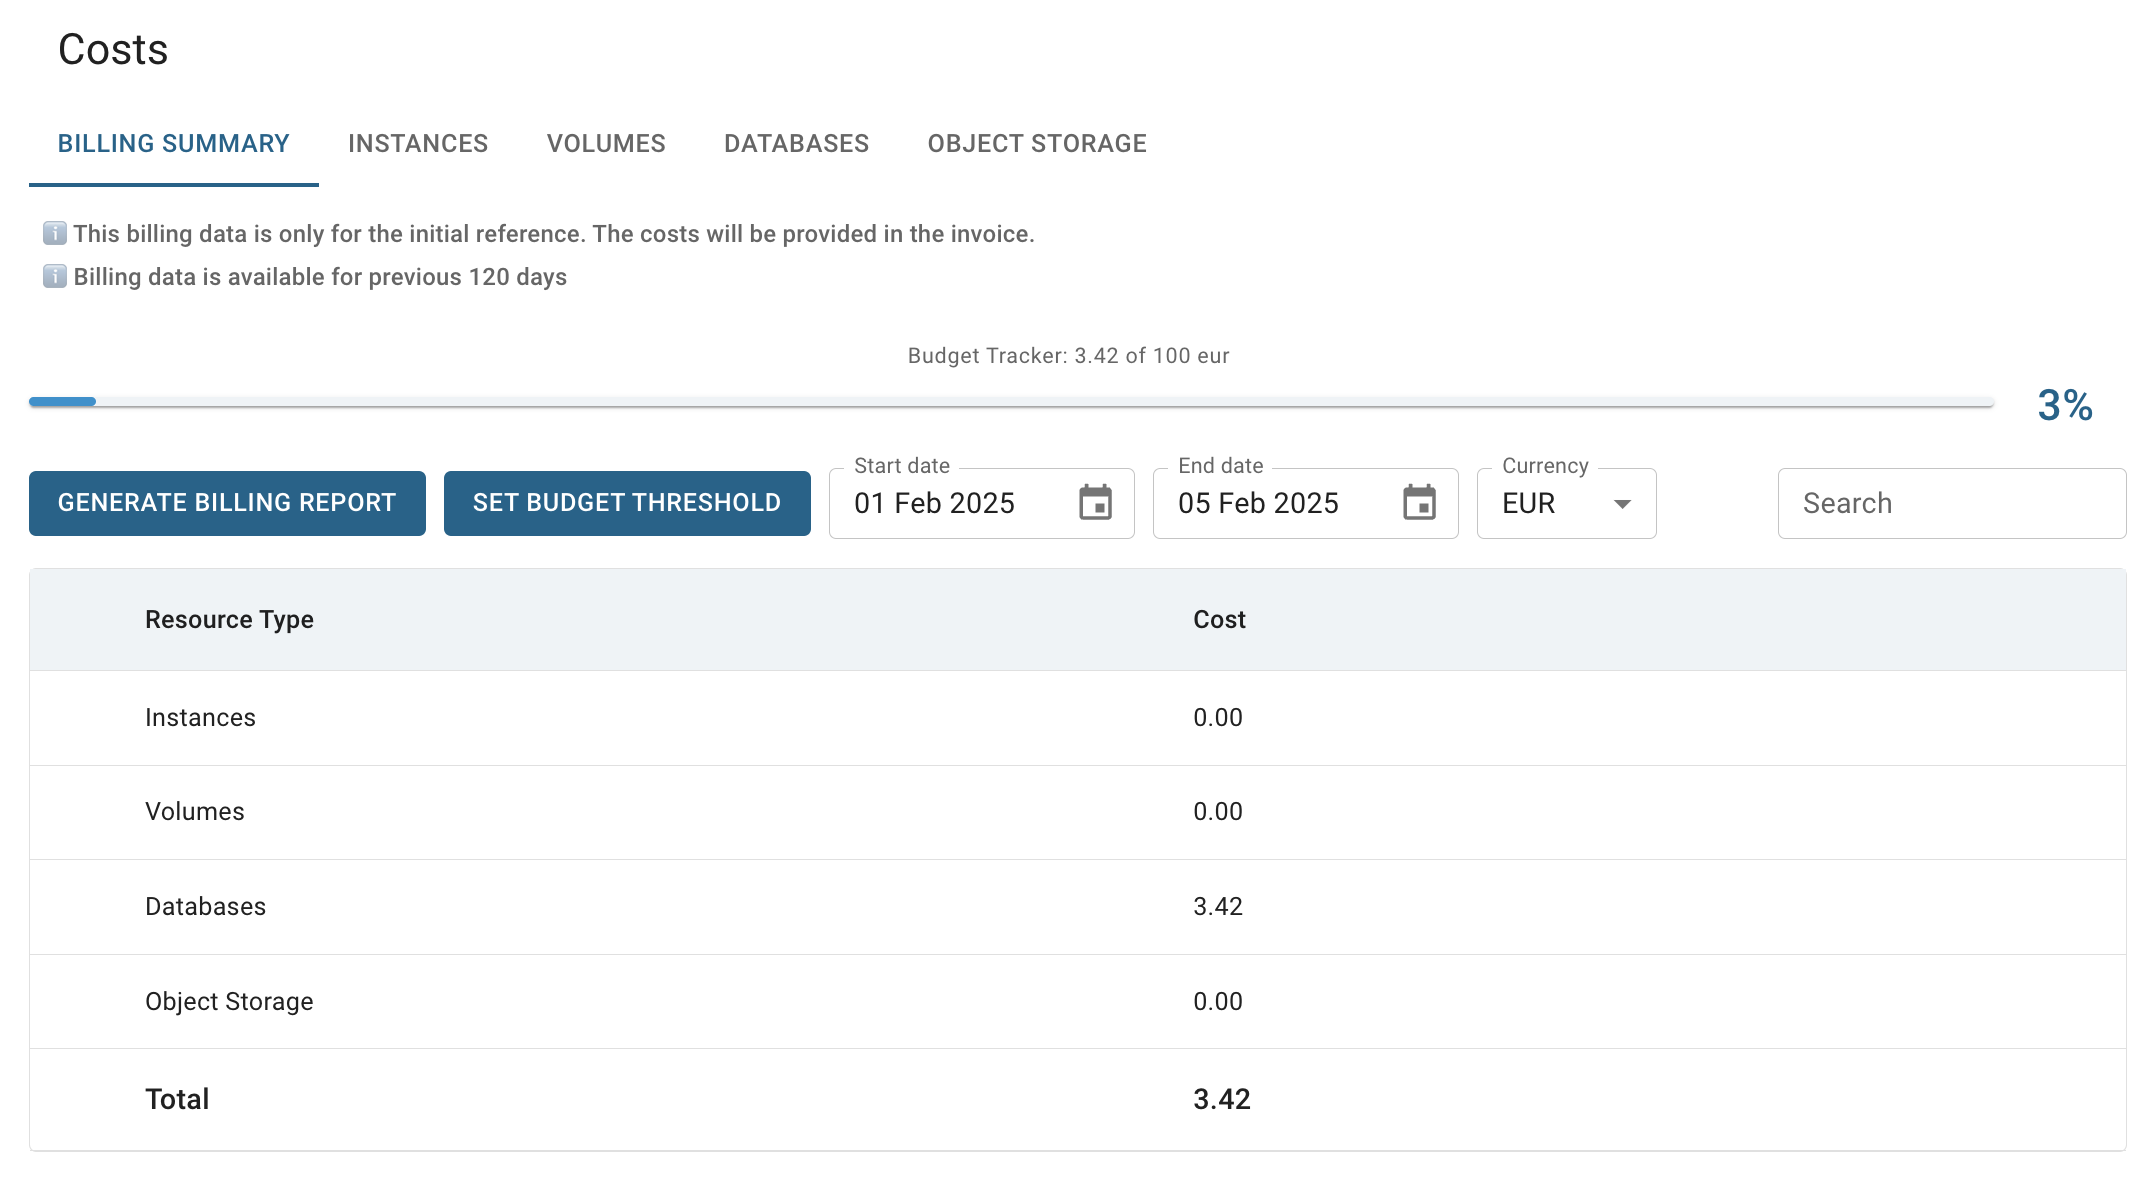 Costs
BILLING SUMMARY INSTANCES VOLUMES DATABASES OBJECT STORAGE
This billing data is only for the initial reference. The costs will be provided in the invoice.
Billing data is available for previous 120 days
Budget Tracker: 3.42 of 100 eur
3%
Start date End date Currency
GENERATE BILLING REPORT SET BUDGET THRESHOLD 01 Feb 2025 05 Feb 2025 EUR Search
Resource Type Cost
Instances 0.00
Volumes 0.00
Databases 3.42
Object Storage 0.00
Total 3.42